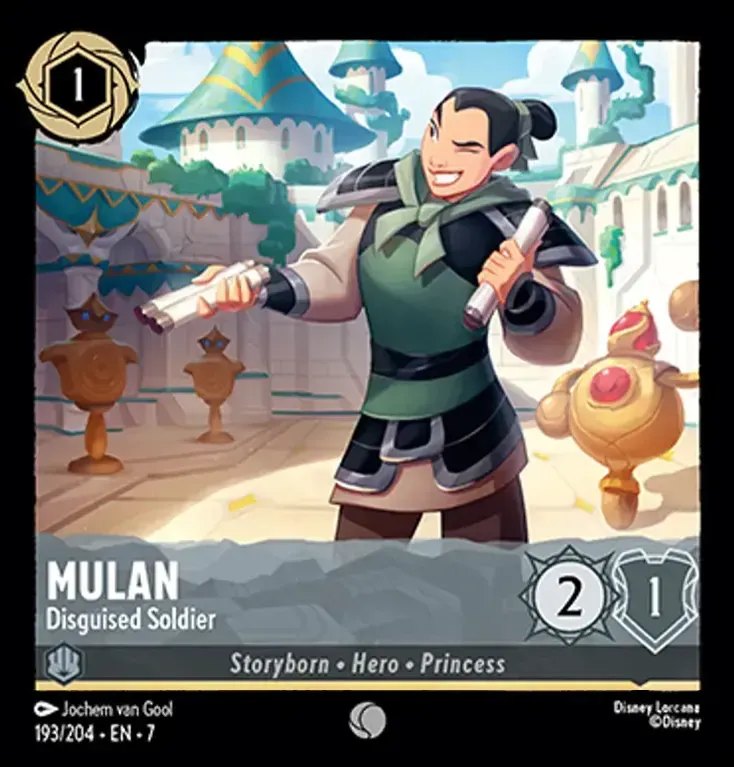 1
MULAN
Disguised Soldier
2
1
Storyborn • Hero • Princess
Jochem van Gool
193/204 • EN • 7
Disney Lorcana
©Disney